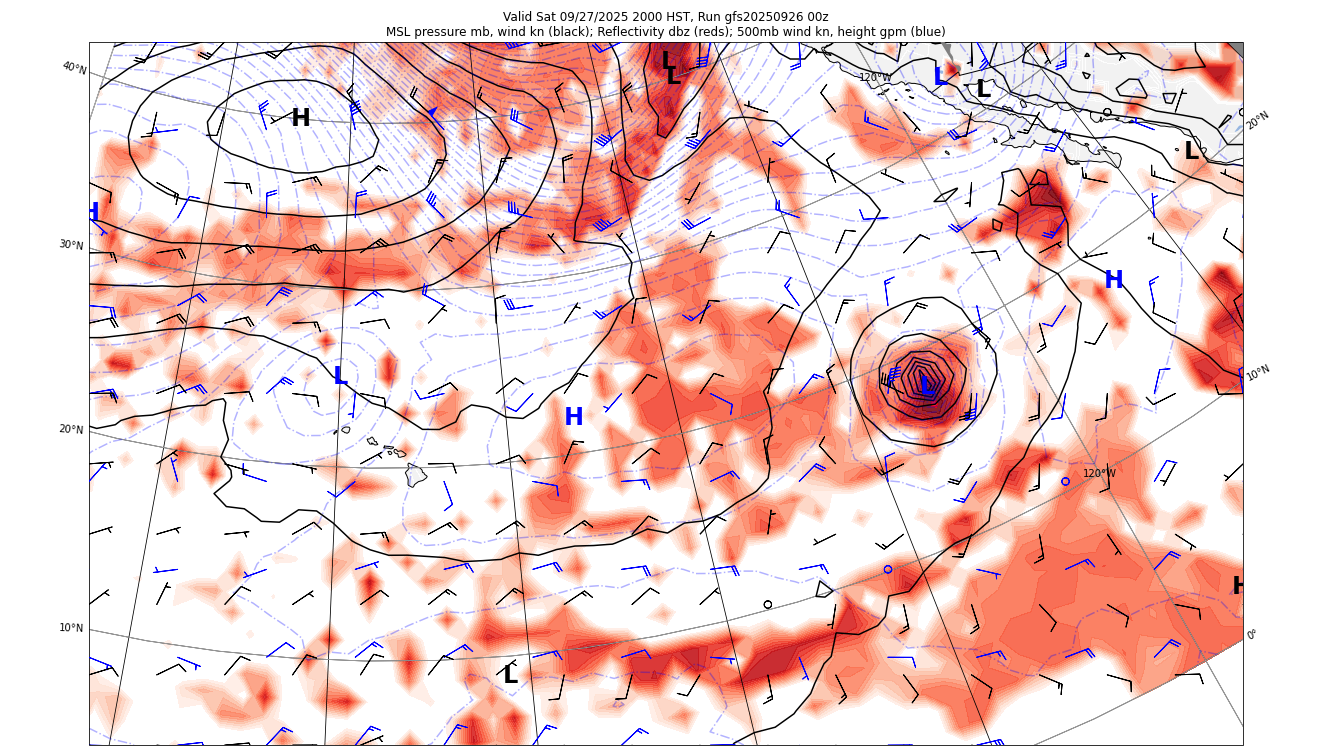 Valid Sat 09/27/2025 2000 HST, Run gfs20250926 00z
MSL pressure mb, wind kn (black); Reflectivity dbz (reds); 500mb wind kn, height gpm (blue)
40°N
L
L
120°W
L
L
H
20°N
L
H
30°N
H
L
L
10°N
H
20°N
120°W
H
10°N
0°
L